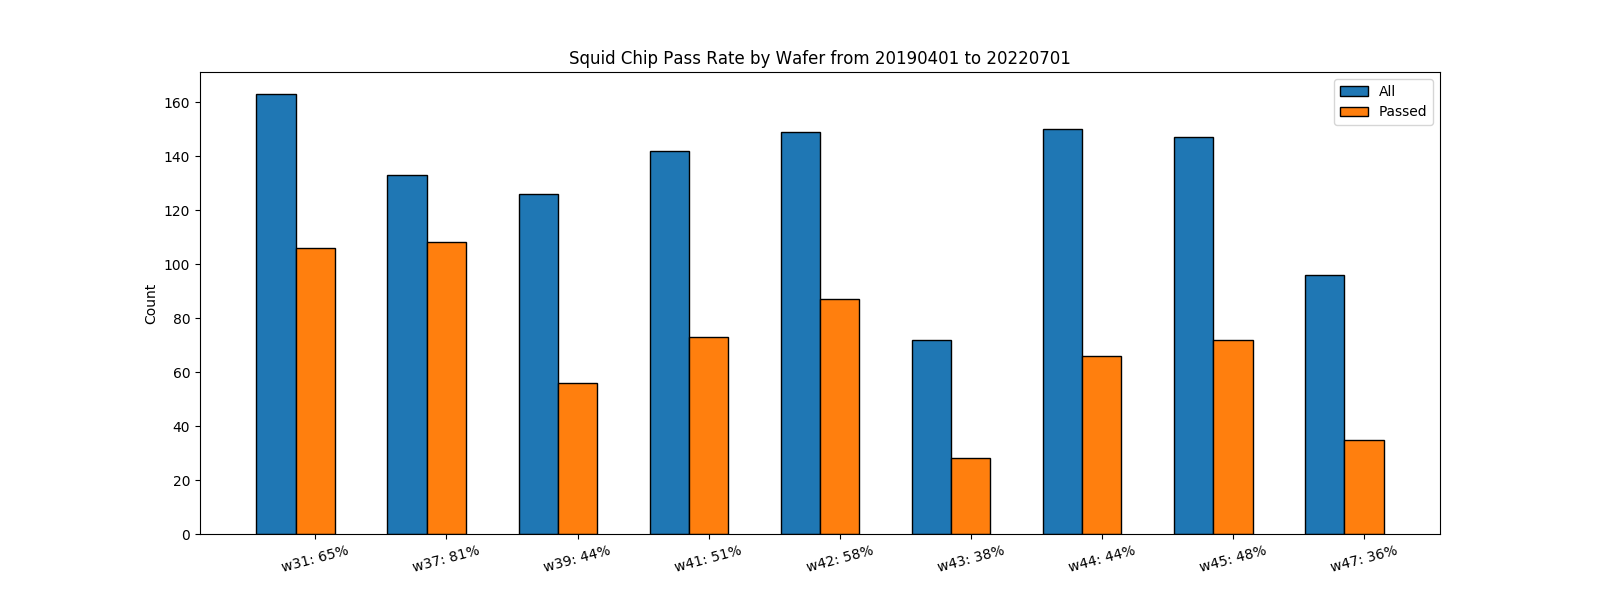 Squid Chip Pass Rate by Wafer from 20190401 to 20220701
All
Passed
Count
160
140
120
100
80
60
40
20
0
w31: 65%
w37: 81%
w39: 44%
w41: 51%
w42: 58%
w43: 38%
w44: 44%
w45: 48%
w47: 36%